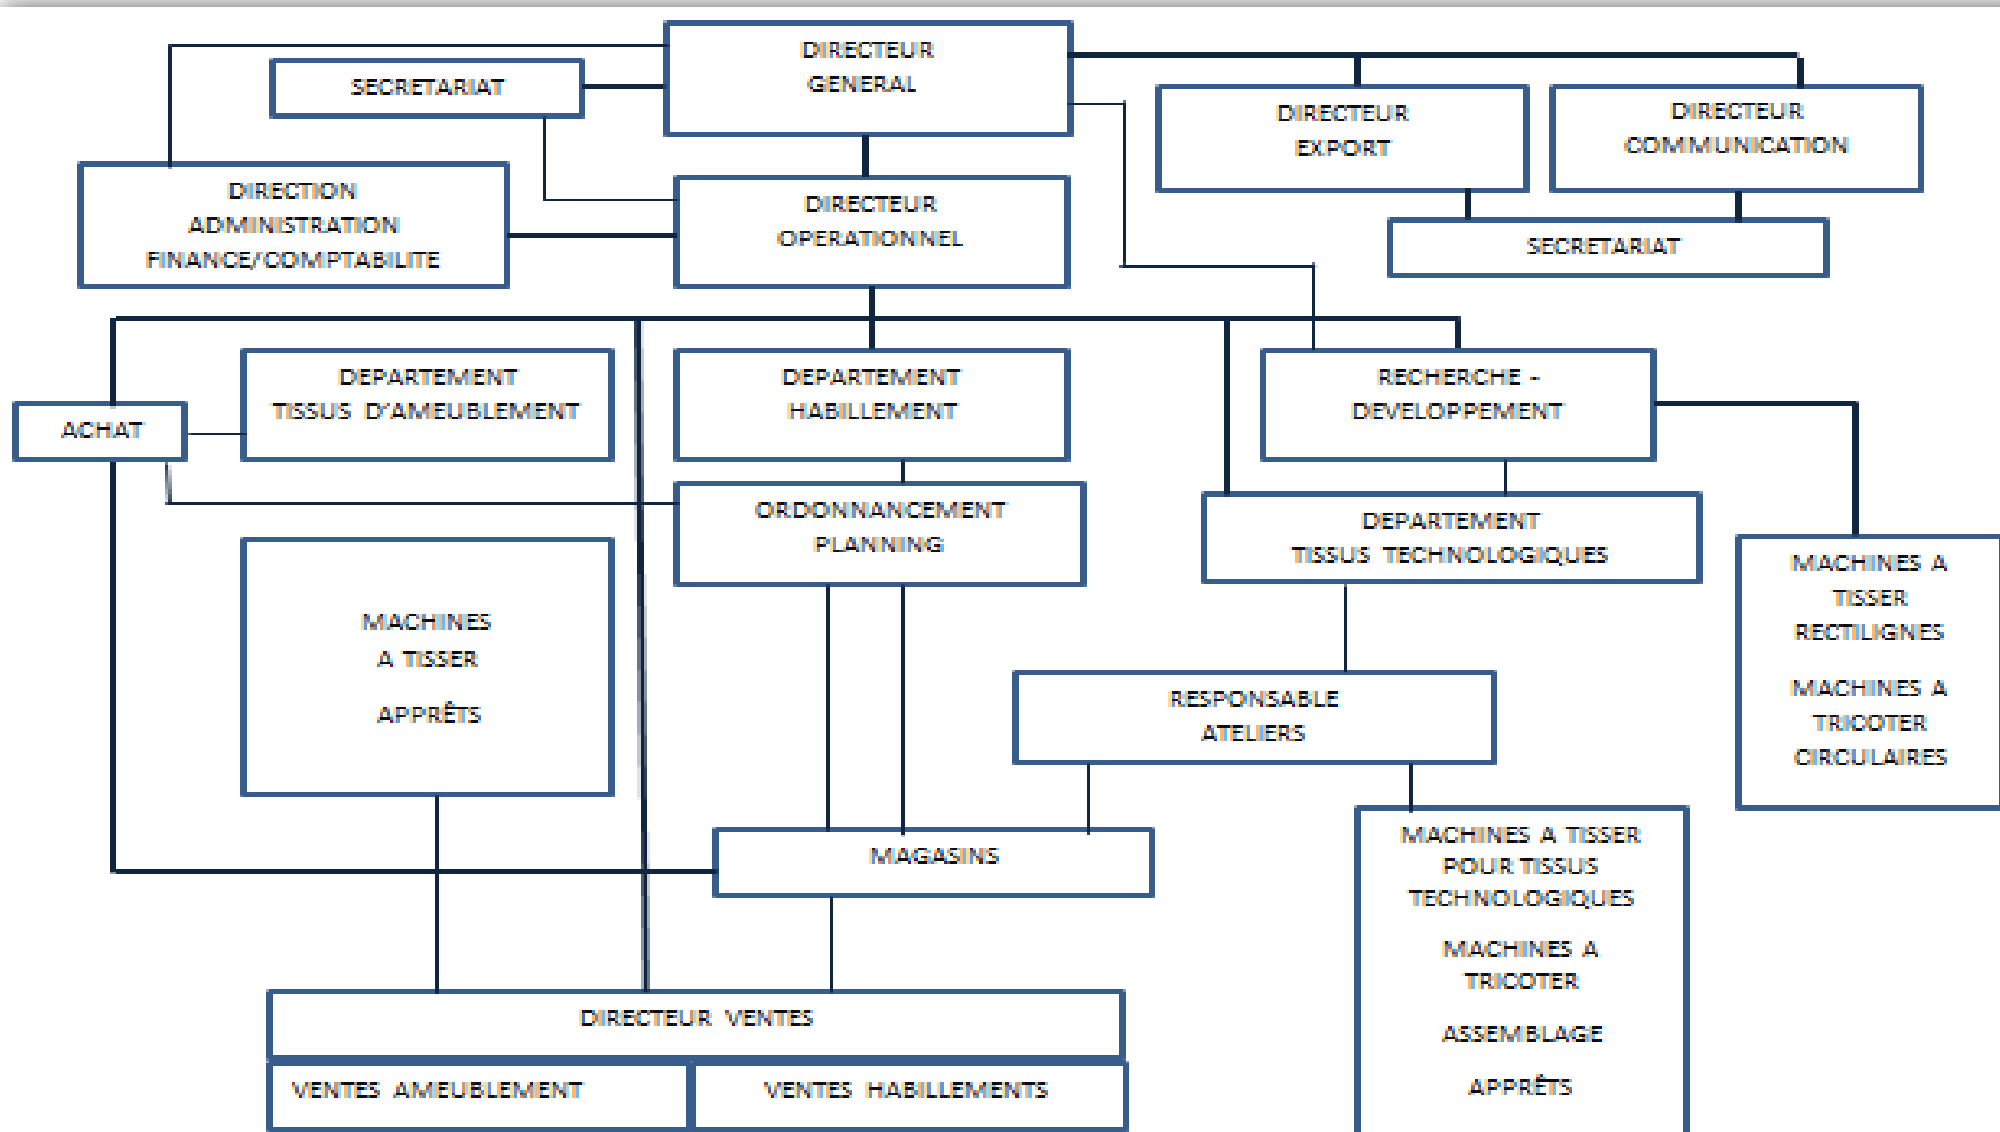 DIRECTEUR
GENERAL
SECRETARIAT
DIRECTEUR
EXPORT
DIRECTEUR
COMMUNICATION
DIRECTION
ADMINISTRATION
FINANCE/COMPTABILITE
DIRECTEUR
OPERATIONNEL
SECRETARIAT
ACHAT
DEPARTEMENT
TISSUS D'AMEUBLEMENT
DEPARTEMENT
HABILLEMENT
RECHERCHE -
DEVELOPPEMENT
ORDONNANCEMENT
PLANNING
DEPARTEMENT
TISSUS TECHNOLOGIQUES
MACHINES A
TISSER
RECTILIGNES
MACHINES A
TRICOTER
CIRCULAIRES
MACHINES
A TISSER
APPRÊTS
RESPONSABLE
ATELIERS
MAGASINS
MACHINES A TISSER
POUR TISSUS
TECHNOLOGIQUES
MACHINES A
TRICOTER
ASSEMBLAGE
APPRÊTS
DIRECTEUR VENTES
VENTES AMEUBLEMENT
VENTES HABILLEMENTS